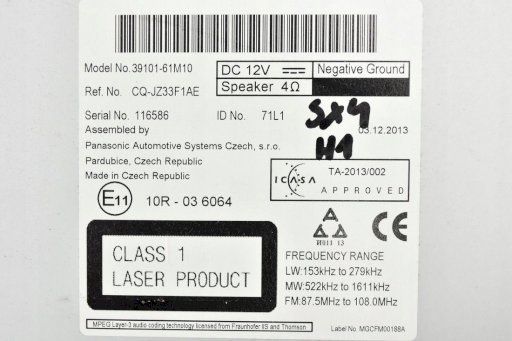 Model No.39101-61M10
DC 12V
Negative Ground
Ref. No. CQ-JZ33F1AE
Speaker 4Ω
Serial No. 116586 ID No. 71L1
SX4
03.12.2013
H1
Assembled by
Panasonic Automotive Systems Czech, s.r.o.
Pardubice, Czech Republic
Made in Czech Republic
ICASA
TA-2013/002
APPROVED
E11 10R - 03 6064
И011 13
CE
CLASS 1
LASER PRODUCT
FREQUENCY RANGE
LW:153kHz to 279kHz
MW:522kHz to 1611kHz
FM:87.5MHz to 108.0MHz
MPEG Layer-3 audio coding technology licensed from Fraunhofer IIS and Thomson
Label No. MGCFM00188A